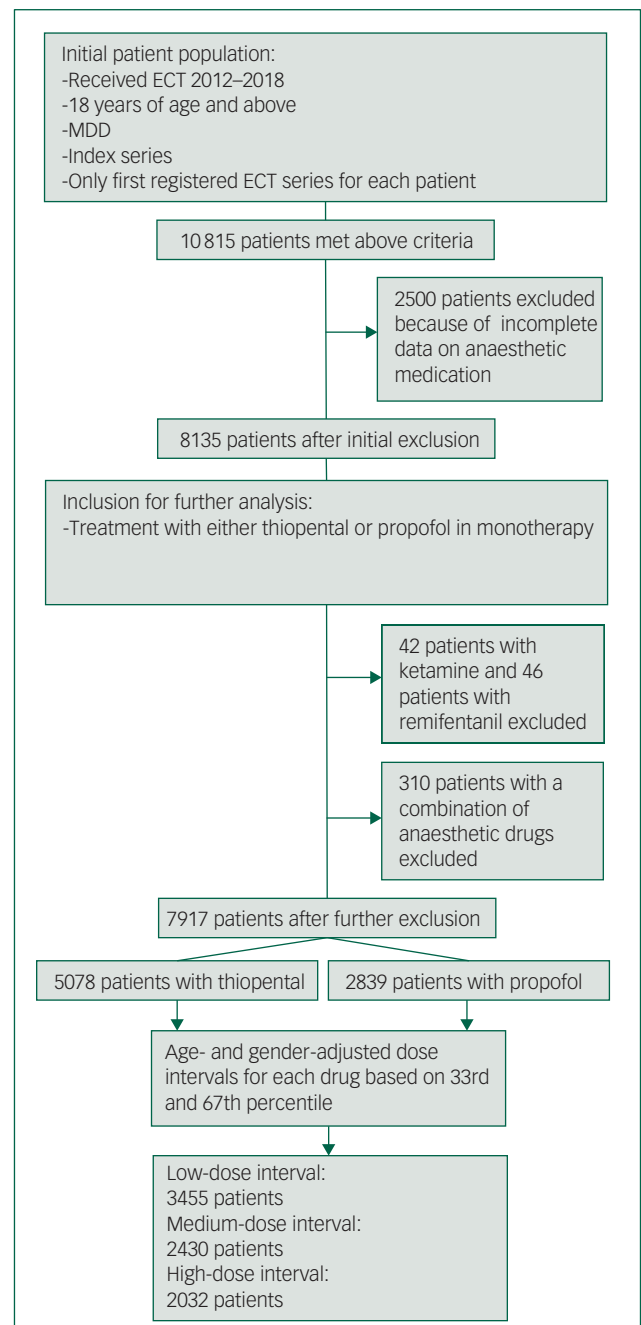 Initial patient population:
-Received ECT 2012–2018
-18 years of age and above
-MDD
-Index series
-Only first registered ECT series for each patient
10 815 patients met above criteria
2500 patients excluded
because of incomplete
data on anaesthetic
medication
8135 patients after initial exclusion
Inclusion for further analysis:
-Treatment with either thiopental or propofol in monotherapy
42 patients with
ketamine and 46
patients with
remifentanil excluded
310 patients with a
combination of
anaesthetic drugs
excluded
7917 patients after further exclusion
5078 patients with thiopental
2839 patients with propofol
Age- and gender-adjusted dose
intervals for each drug based on 33rd
and 67th percentile
Low-dose interval:
3455 patients
Medium-dose interval:
2430 patients
High-dose interval:
2032 patients